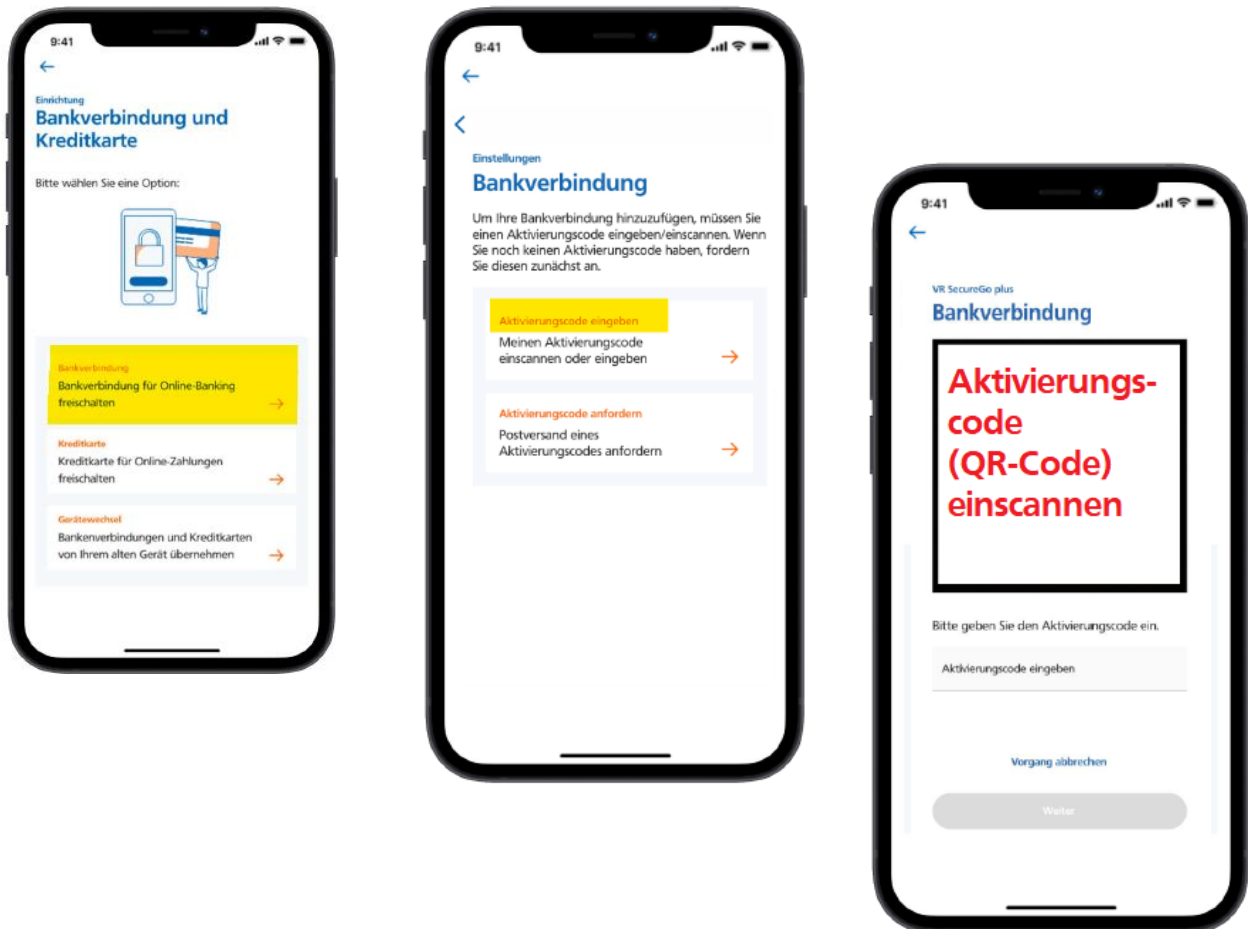 9:41
Einrichtung
Bankverbindung und
Kreditkarte
Bitte wählen Sie eine Option:
Bankverbindung
Bankverbindung für Online-Banking
freischalten
Kreditkarte
Kreditkarte für Online-Zahlungen
freischalten
Gerätewechsel
Bankenverbindungen und Kreditkarten
von Ihrem alten Gerät übernehmen
9:41
Einstellungen
Bankverbindung
Um Ihre Bankverbindung hinzuzufügen, müssen Sie
einen Aktivierungscode eingeben/einscannen. Wenn
Sie noch keinen Aktivierungscode haben, fordern
Sie diesen zunächst an.
Aktivierungscode eingeben
Meinen Aktivierungscode
einscannen oder eingeben
Aktivierungscode anfordern
Postversand eines
Aktivierungscodes anfordern
9:41
VR SecureGo plus
Bankverbindung
Aktivierungs-
code
(QR-Code)
einscannen
Bitte geben Sie den Aktivierungscode ein.
Aktivierungscode eingeben
Vorgang abbrechen
Weiter